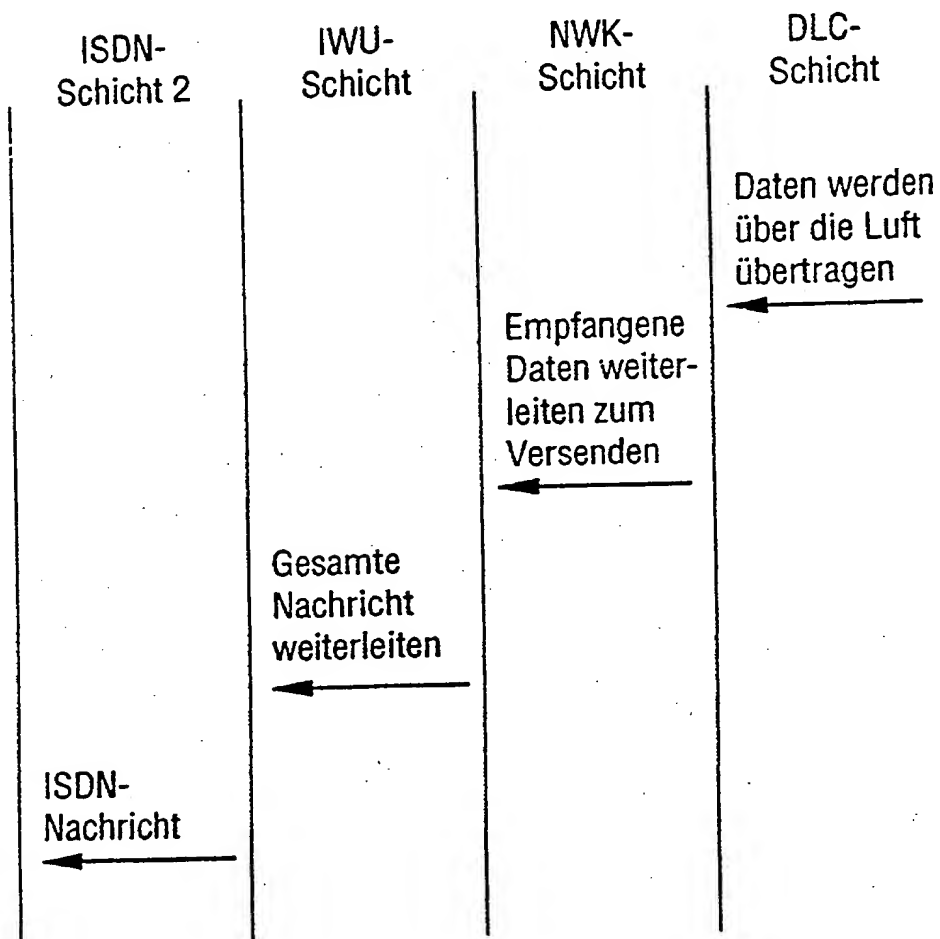 ISDN-
Schicht 2
IWU-
Schicht
NWK-
Schicht
DLC-
Schicht
Daten werden
über die Luft
übertragen
Empfangene
Daten weiter-
leiten zum
Versenden
Gesamte
Nachricht
weiterleiten
ISDN-
Nachricht